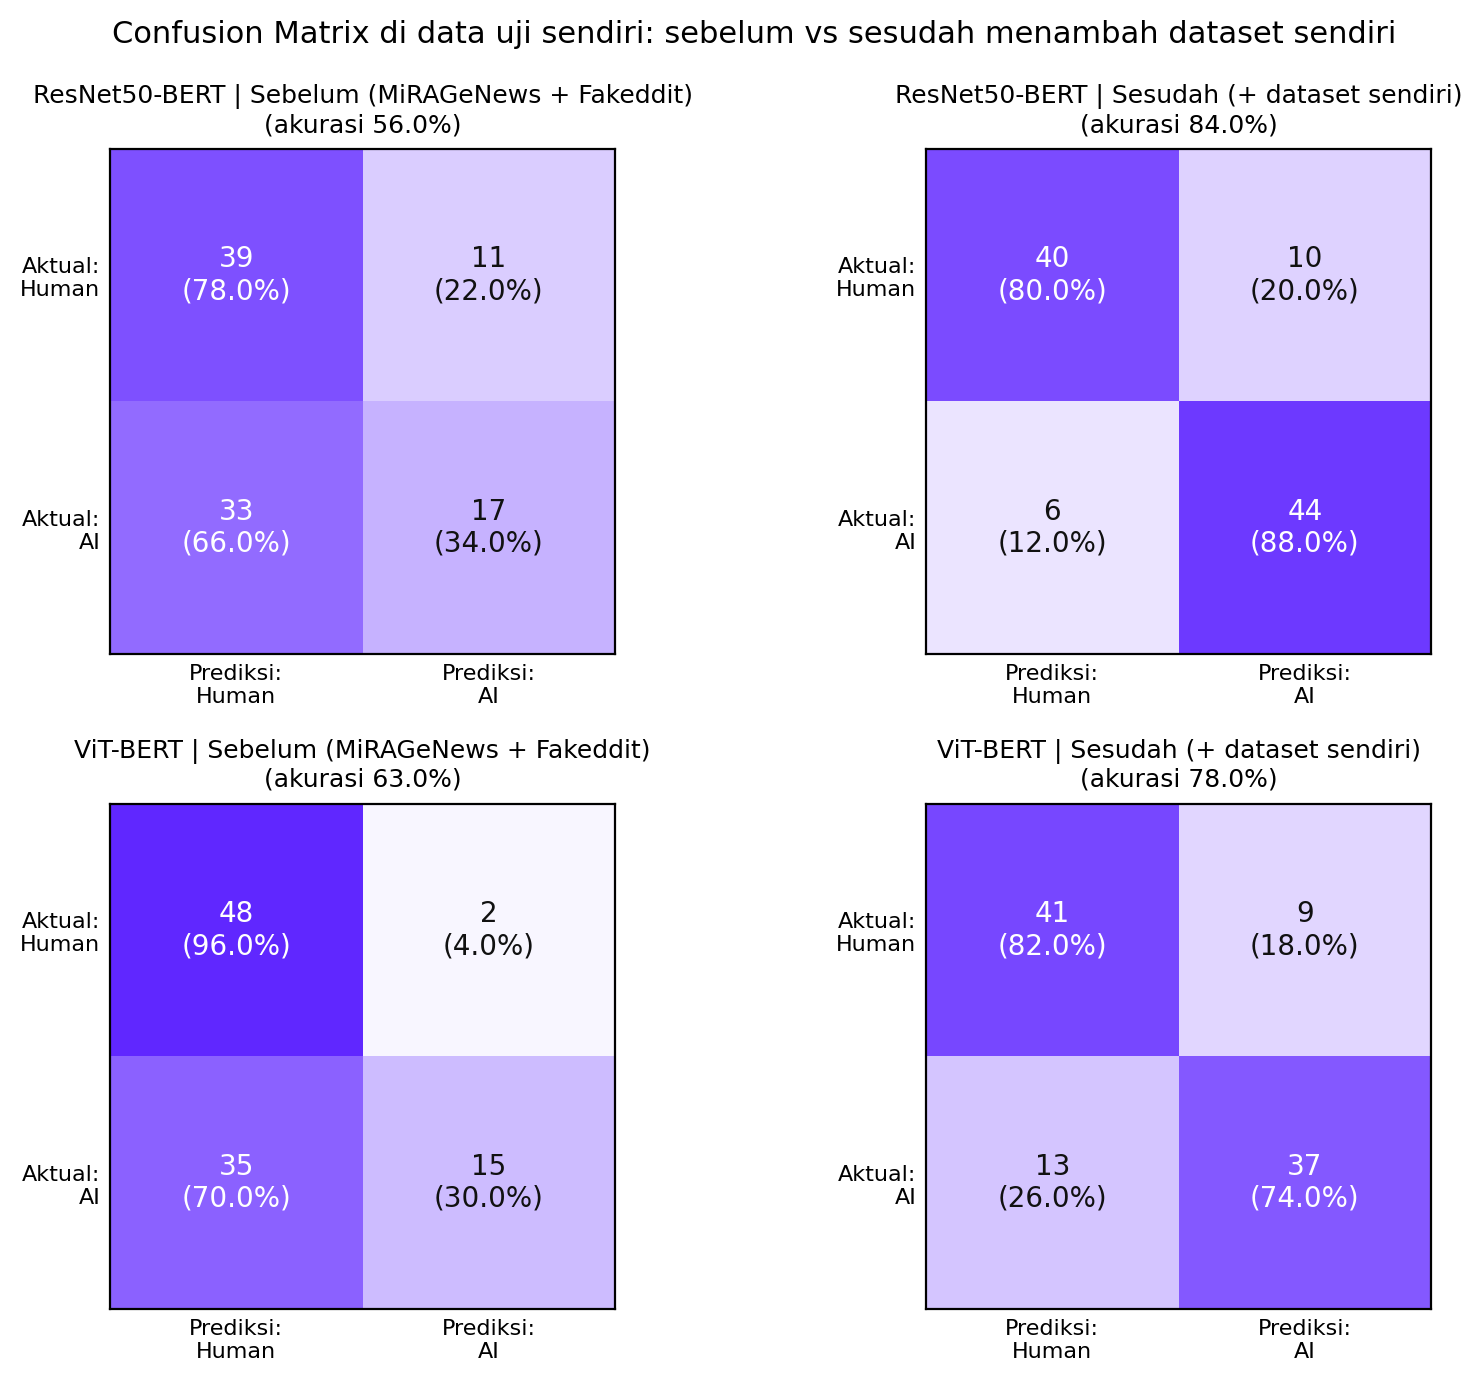 Confusion Matrix di data uji sendiri: sebelum vs sesudah menambah dataset sendiri
ResNet50-BERT | Sebelum (MiRAGeNews + Fakeddit)
(akurasi 56.0%)
Aktual:
Human
39
(78.0%)
11
(22.0%)
Aktual:
AI
33
(66.0%)
17
(34.0%)
Prediksi:
Human
Prediksi:
AI
ResNet50-BERT | Sesudah (+ dataset sendiri)
(akurasi 84.0%)
Aktual:
Human
40
(80.0%)
10
(20.0%)
Aktual:
AI
6
(12.0%)
44
(88.0%)
Prediksi:
Human
Prediksi:
AI
ViT-BERT | Sebelum (MiRAGeNews + Fakeddit)
(akurasi 63.0%)
Aktual:
Human
48
(96.0%)
2
(4.0%)
Aktual:
AI
35
(70.0%)
15
(30.0%)
Prediksi:
Human
Prediksi:
AI
ViT-BERT | Sesudah (+ dataset sendiri)
(akurasi 78.0%)
Aktual:
Human
41
(82.0%)
9
(18.0%)
Aktual:
AI
13
(26.0%)
37
(74.0%)
Prediksi:
Human
Prediksi:
AI